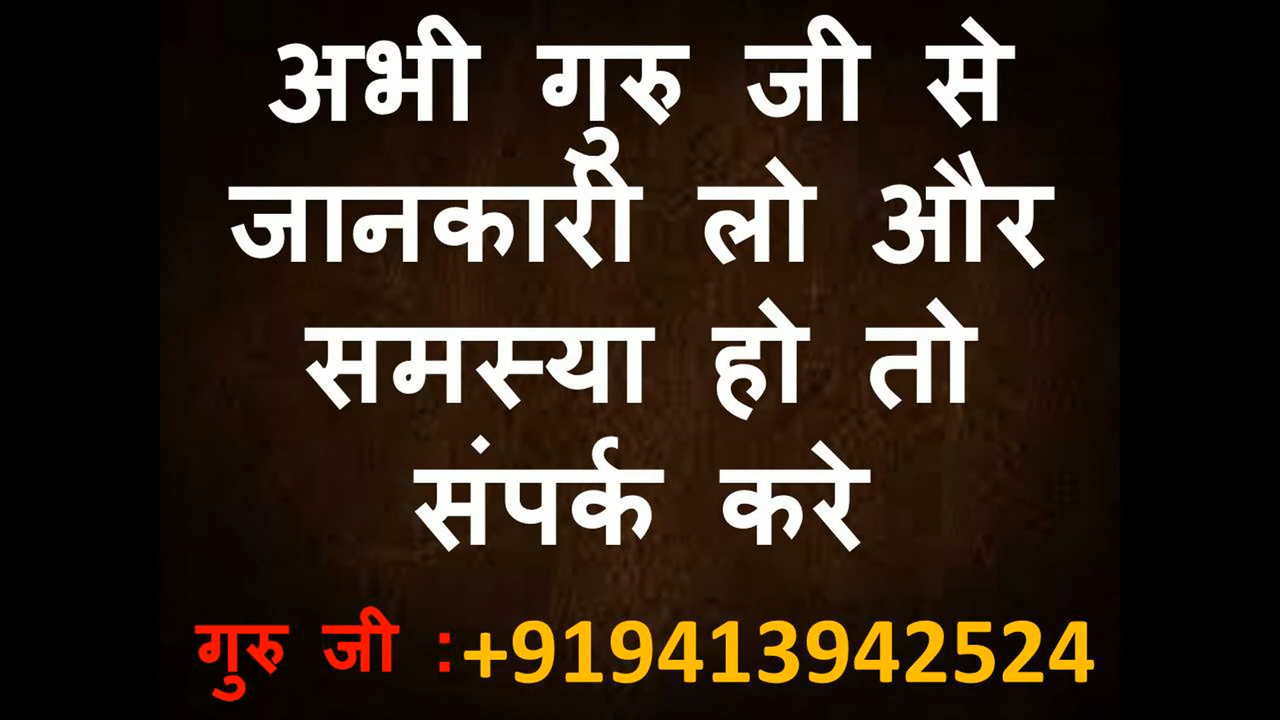 अभी गुरु जी से
जानकारी लो और
समस्या हो तो
संपर्क करे
गुरु जी :+919413942524